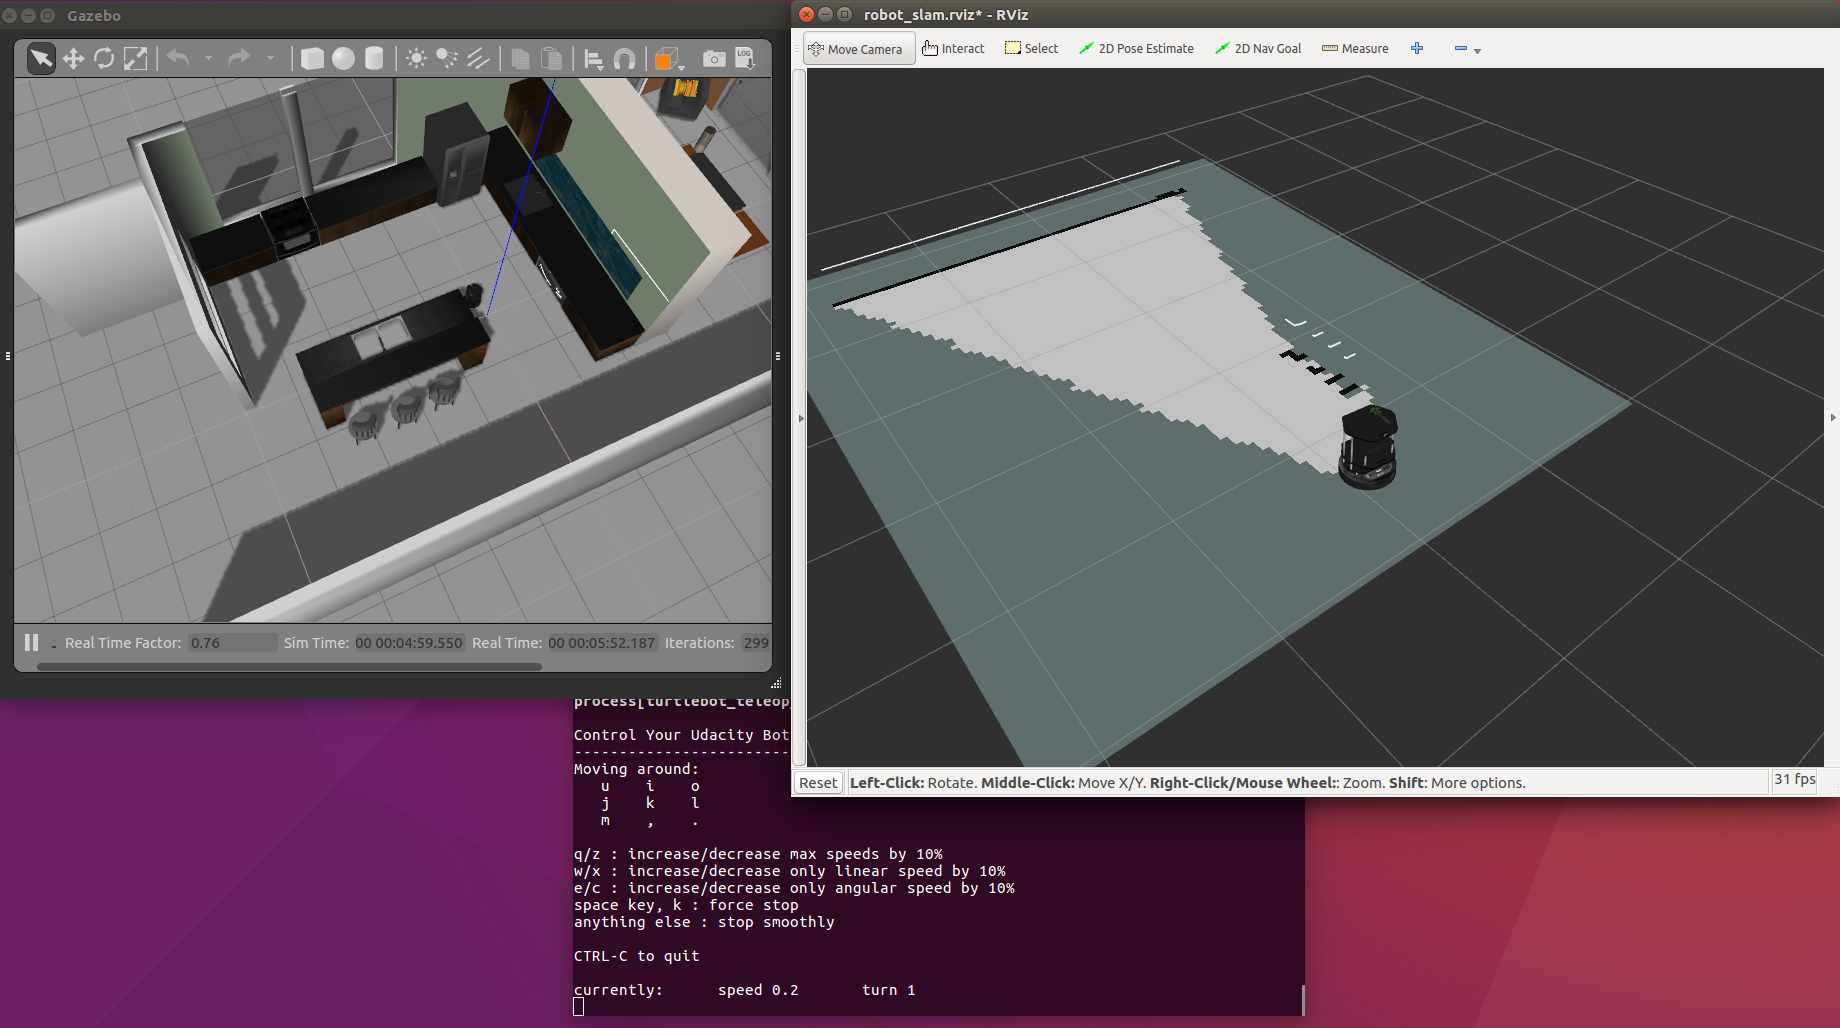 Gazebo
LOG
Real Time Factor: 0.76 Sim Time: 00 00:04:59.550 Real Time: 00 00:05:52.187 Iterations: 299
robot_slam.rviz* - RViz
Move Camera Interact Select 2D Pose Estimate 2D Nav Goal Measure
Reset Left-Click: Rotate. Middle-Click: Move X/Y. Right-Click/Mouse Wheel:: Zoom. Shift: More options. 31 fps
process[turtlebot_teleop
Control Your Udacity Bot
------------------------
Moving around:
u i o
j k l
m , .
q/z : increase/decrease max speeds by 10%
w/x : increase/decrease only linear speed by 10%
e/c : increase/decrease only angular speed by 10%
space key, k : force stop
anything else : stop smoothly
CTRL-C to quit
currently: speed 0.2 turn 1